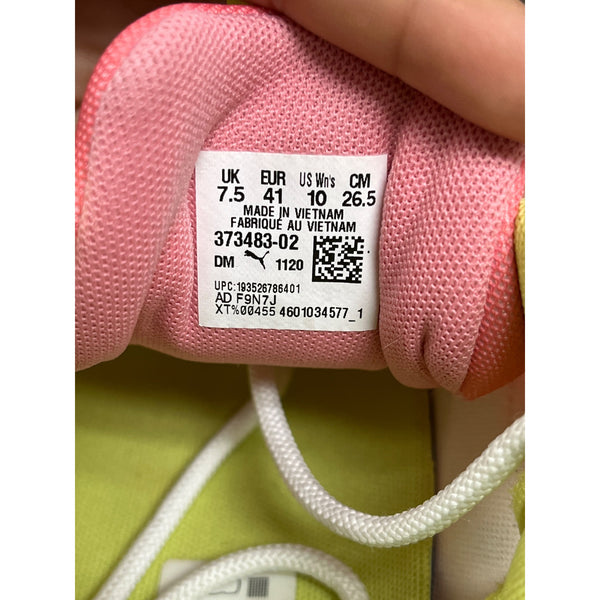 UK EUR US Wn's CM
7.5 41 10 26.5
MADE IN VIETNAM
FABRIQUÉ AU VIETNAM
373483-02
DM 1120
UPC:193526786401
AD F9N7J
XT%00455 4601034577_1